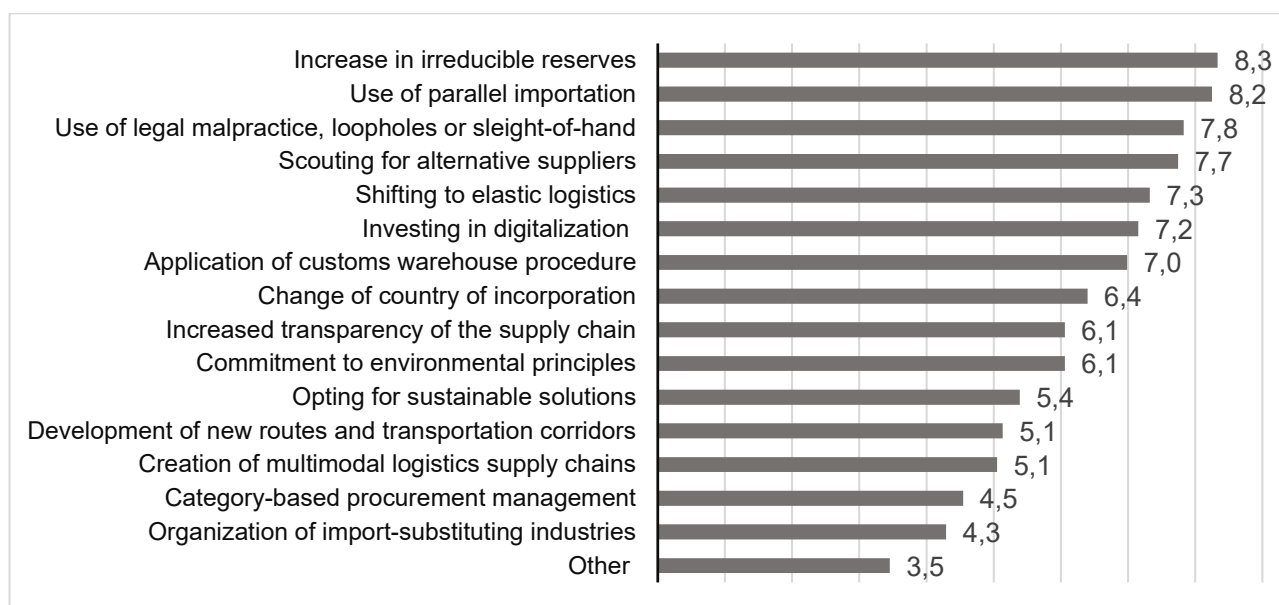 Increase in irreducible reserves 8,3
Use of parallel importation 8,2
Use of legal malpractice, loopholes or sleight-of-hand 7,8
Scouting for alternative suppliers 7,7
Shifting to elastic logistics 7,3
Investing in digitalization 7,2
Application of customs warehouse procedure 7,0
Change of country of incorporation 6,4
Increased transparency of the supply chain 6,1
Commitment to environmental principles 6,1
Opting for sustainable solutions 5,4
Development of new routes and transportation corridors 5,1
Creation of multimodal logistics supply chains 5,1
Category-based procurement management 4,5
Organization of import-substituting industries 4,3
Other 3,5